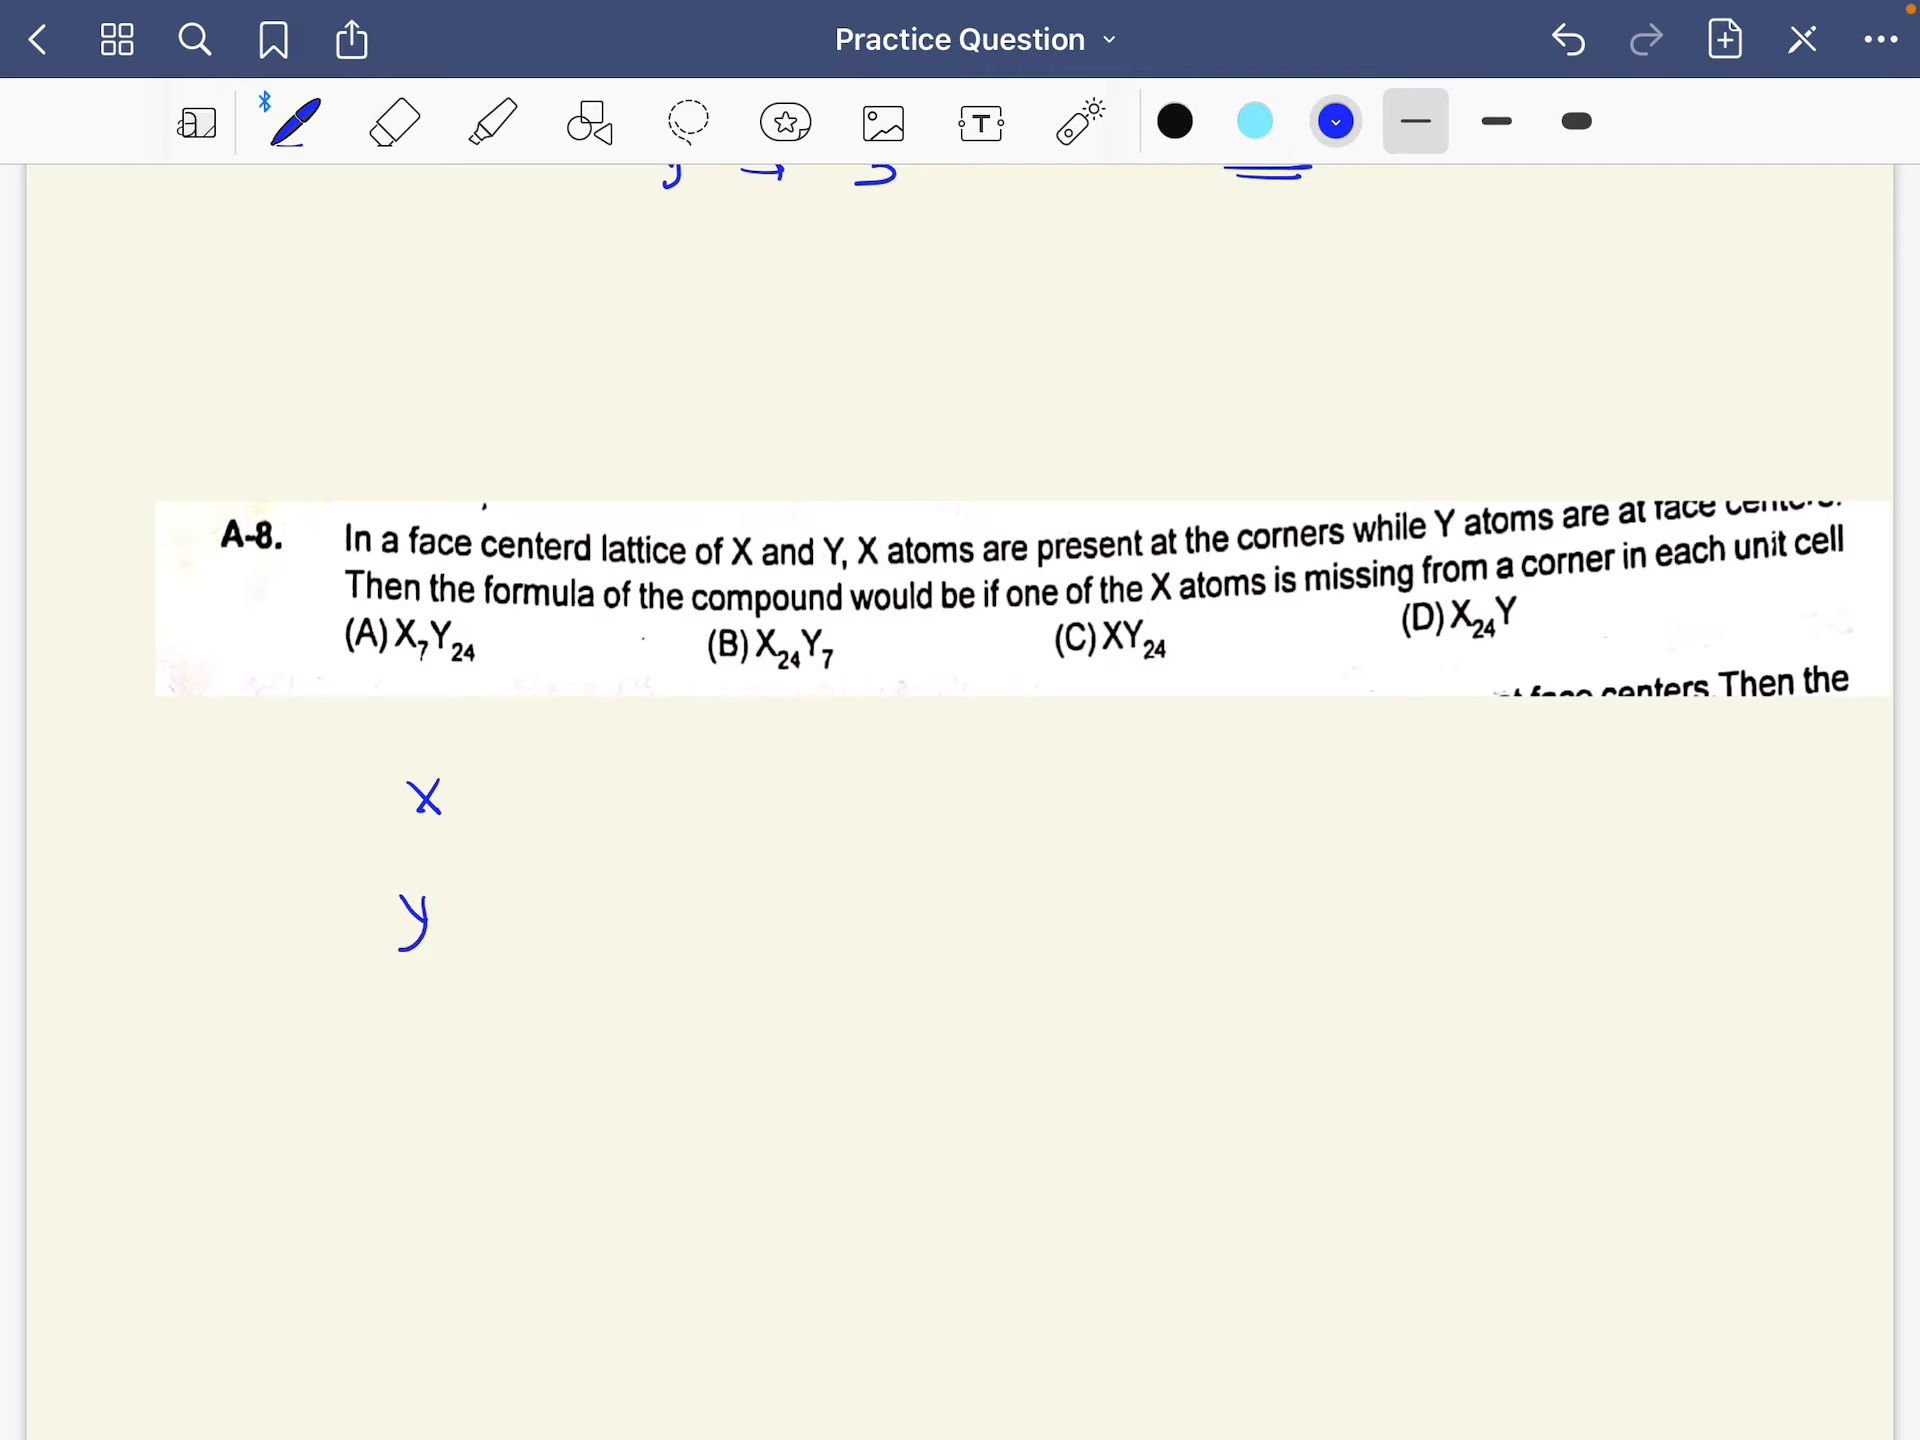 Practice Question
A-8. In a face centerd lattice of X and Y, X atoms are present at the corners while Y atoms are at face centers.
Then the formula of the compound would be if one of the X atoms is missing from a corner in each unit cell
(A) X₇Y₂₄ (B) X₂₄Y₇ (C) XY₂₄ (D) X₂₄Y
face centers. Then the
x
y